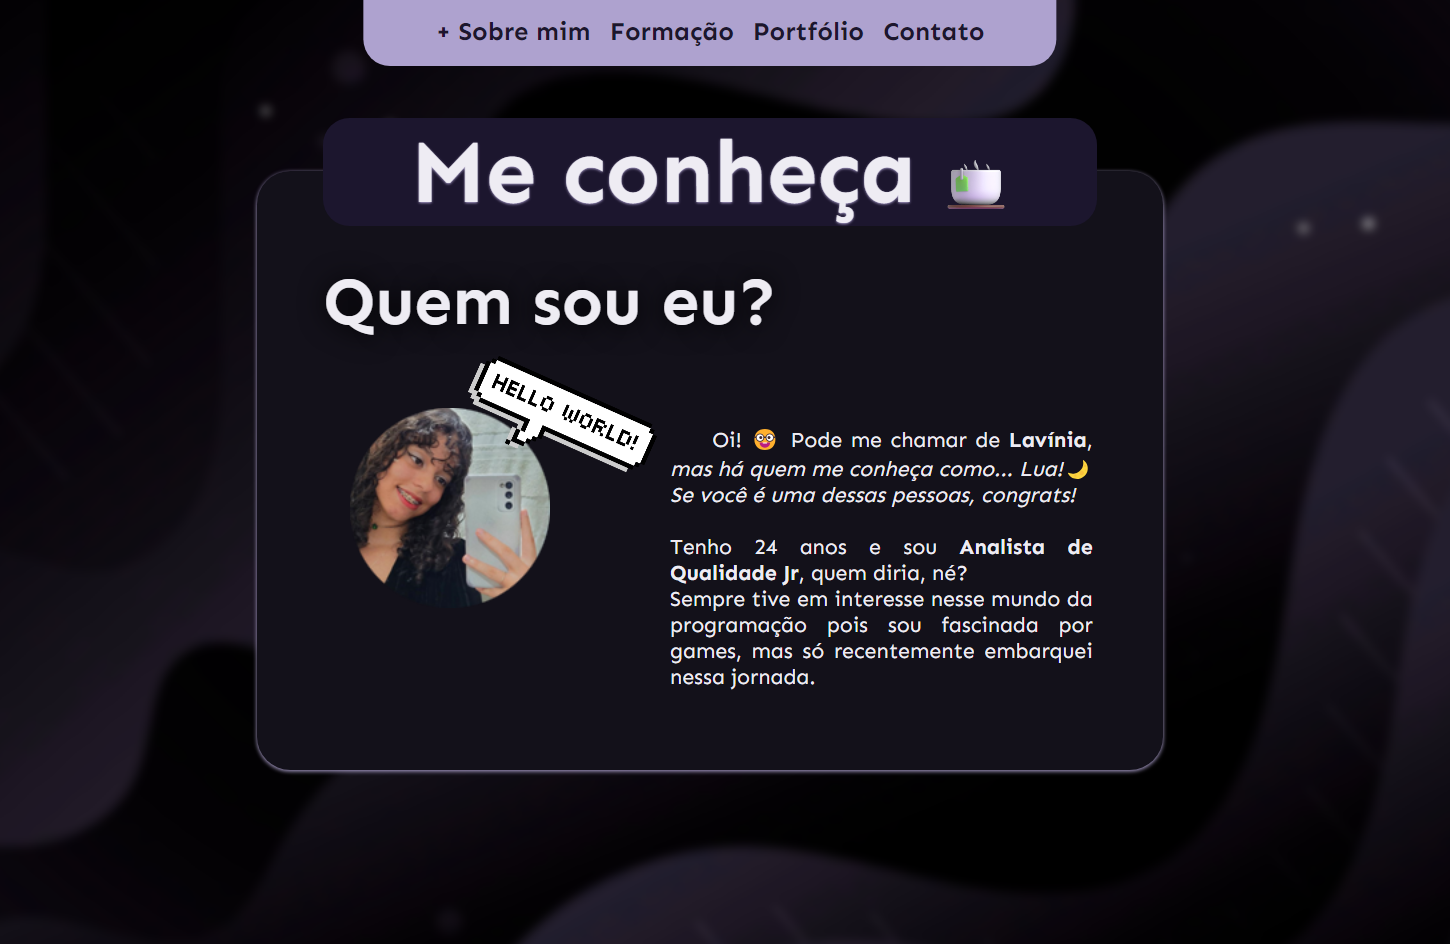 + Sobre mim Formação Portfólio Contato
Me conheça
Quem sou eu?
HELLO WORLD!
Oi! 🤓 Pode me chamar de Lavínia,
mas há quem me conheça como... Lua!🌙
Se você é uma dessas pessoas, congrats!
Tenho 24 anos e sou Analista de
Qualidade Jr, quem diria, né?
Sempre tive em interesse nesse mundo da
programação pois sou fascinada por
games, mas só recentemente embarquei
nessa jornada.